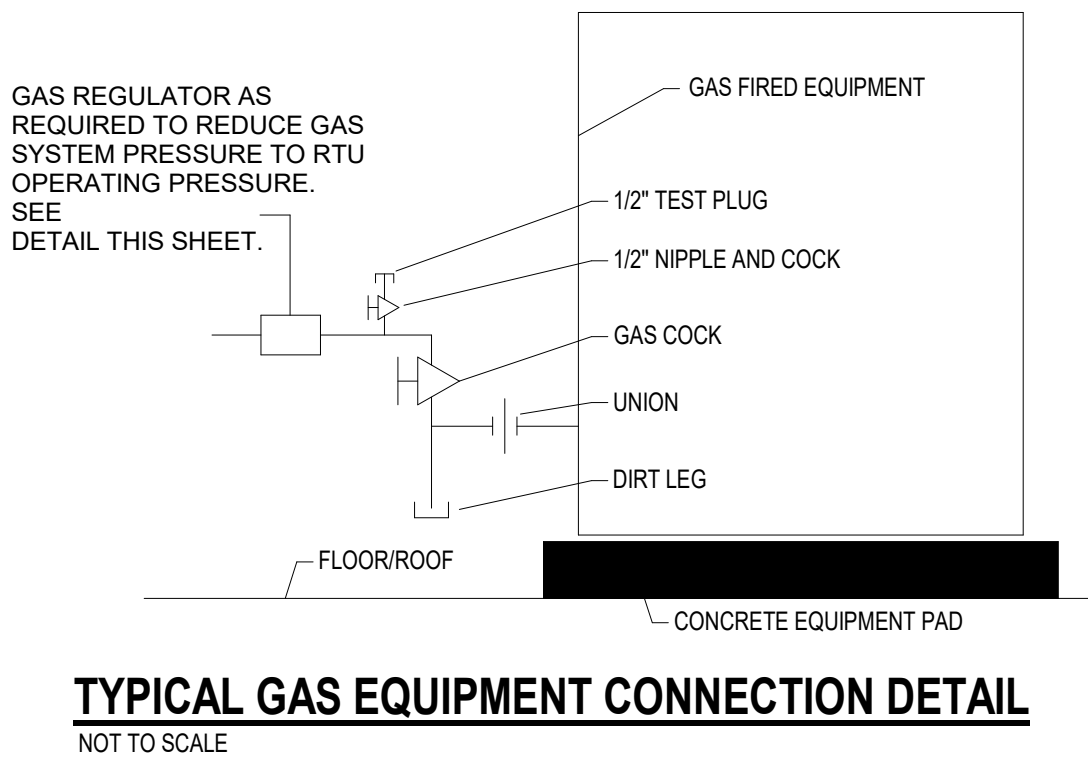 GAS REGULATOR AS
REQUIRED TO REDUCE GAS
SYSTEM PRESSURE TO RTU
OPERATING PRESSURE.
SEE
DETAIL THIS SHEET.
GAS FIRED EQUIPMENT
1/2" TEST PLUG
1/2" NIPPLE AND COCK
GAS COCK
UNION
DIRT LEG
FLOOR/ROOF
CONCRETE EQUIPMENT PAD
TYPICAL GAS EQUIPMENT CONNECTION DETAIL
NOT TO SCALE